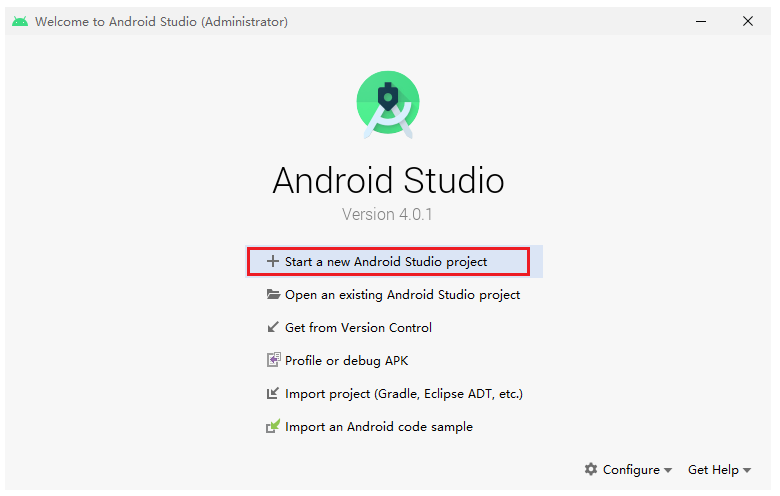 Welcome to Android Studio (Administrator)
Android Studio
Version 4.0.1
Start a new Android Studio project
Open an existing Android Studio project
Get from Version Control
Profile or debug APK
Import project (Gradle, Eclipse ADT, etc.)
Import an Android code sample
Configure Get Help